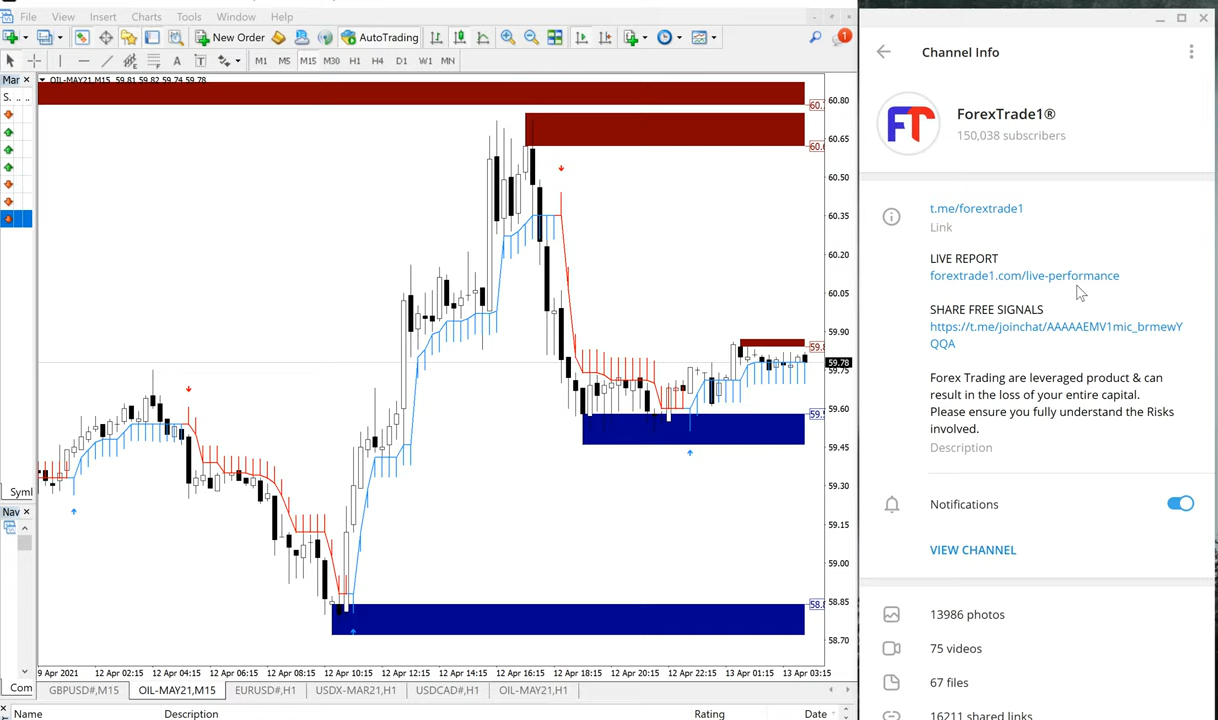 File View Insert Charts Tools Window Help
New Order AutoTrading 1
A T M1 M5 M15 M30 H1 H4 D1 W1 MN
Mar
OIL-MAY21,M15 59.81 59.82 59.74 59.78
S. .. ..
60.80
60.65
60.50
60.35
60.20
60.05
59.90
59.78
59.75
59.60
59.45
59.30
59.15
59.00
58.85
58.70
Symb
Nav
12 Apr 02:15 12 Apr 04:15 12 Apr 06:15 12 Apr 08:15 12 Apr 10:15 12 Apr 12:15 12 Apr 14:15 12 Apr 16:15 12 Apr 18:15 12 Apr 20:15 12 Apr 22:15 13 Apr 01:15 13 Apr 03:15
Com
GBPUSD#,M15 OIL-MAY21,M15 EURUSD#,H1 USDX-MAR21,H1 USDCAD#,H1 OIL-MAY21,H1
Name Description Rating Date
Channel Info
FT
ForexTrade1®
150,038 subscribers
t.me/forextrade1
Link
LIVE REPORT
forextrade1.com/live-performance
SHARE FREE SIGNALS
https://t.me/joinchat/AAAAAEMV1mic_brmewY
QQA
Forex Trading are leveraged product & can
result in the loss of your entire capital.
Please ensure you fully understand the Risks
involved.
Description
Notifications
VIEW CHANNEL
13986 photos
75 videos
67 files
16211 shared links